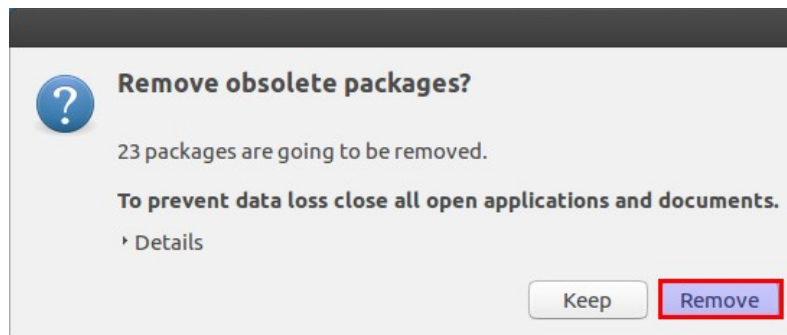 Remove obsolete packages?
23 packages are going to be removed.
To prevent data loss close all open applications and documents.
Details
Keep Remove